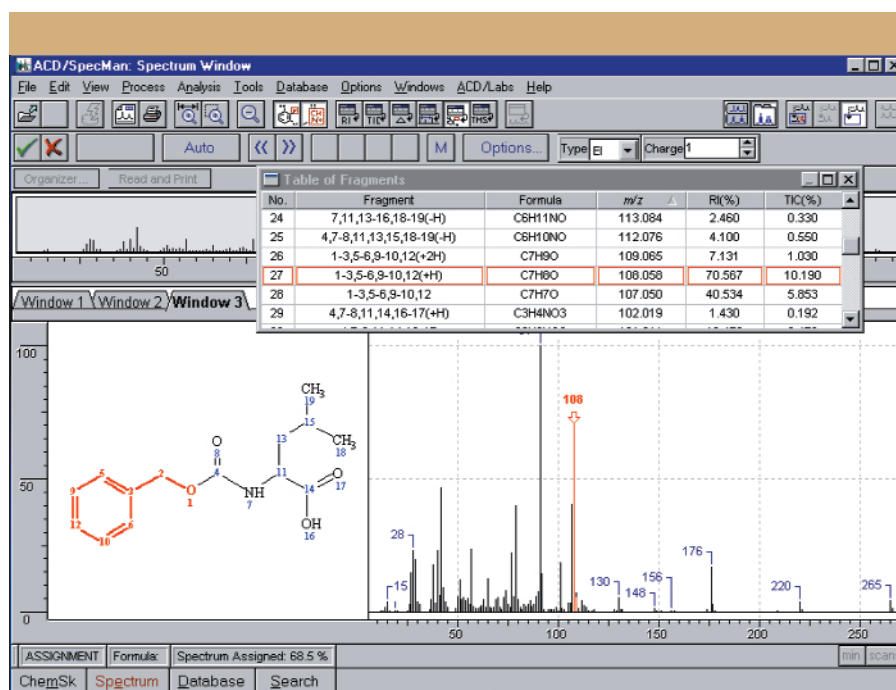 ACD/SpecMan: Spectrum Window
File Edit View Process Analysis Tools Database Options Windows ACD/Labs Help
RI TIC TMS
Auto M Options... Type EI Charge 1
Organizer... Read and Print
Table of Fragments
No. Fragment Formula m/z RI(%) TIC(%)
24 7,11,13-16,18-19(-H) C6H11NO 113.084 2.460 0.330
25 4,7-8,11,13,15,18-19(-H) C6H10NO 112.076 4.100 0.550
26 1-3,5-6,9-10,12(+2H) C7H9O 109.065 7.131 1.030
27 1-3,5-6,9-10,12(+H) C7H8O 108.058 70.567 10.190
28 1-3,5-6,9-10,12 C7H7O 107.050 40.534 5.853
29 4,7-8,11,14,16-17(+H) C3H4NO3 102.019 1.430 0.192
50
Window 1 Window 2 Window 3
100
CH3
19
108
15
13
CH3
18
O
8
O
17
5
2
4
11
14
50
9
3
O
1
NH
7
12
6
OH
16
10
28
176
15
130
156
148
220
265
0
50 100 150 200 250
ASSIGNMENT Formula: Spectrum Assigned: 68.5 % min scans
ChemSk Spectrum Database Search